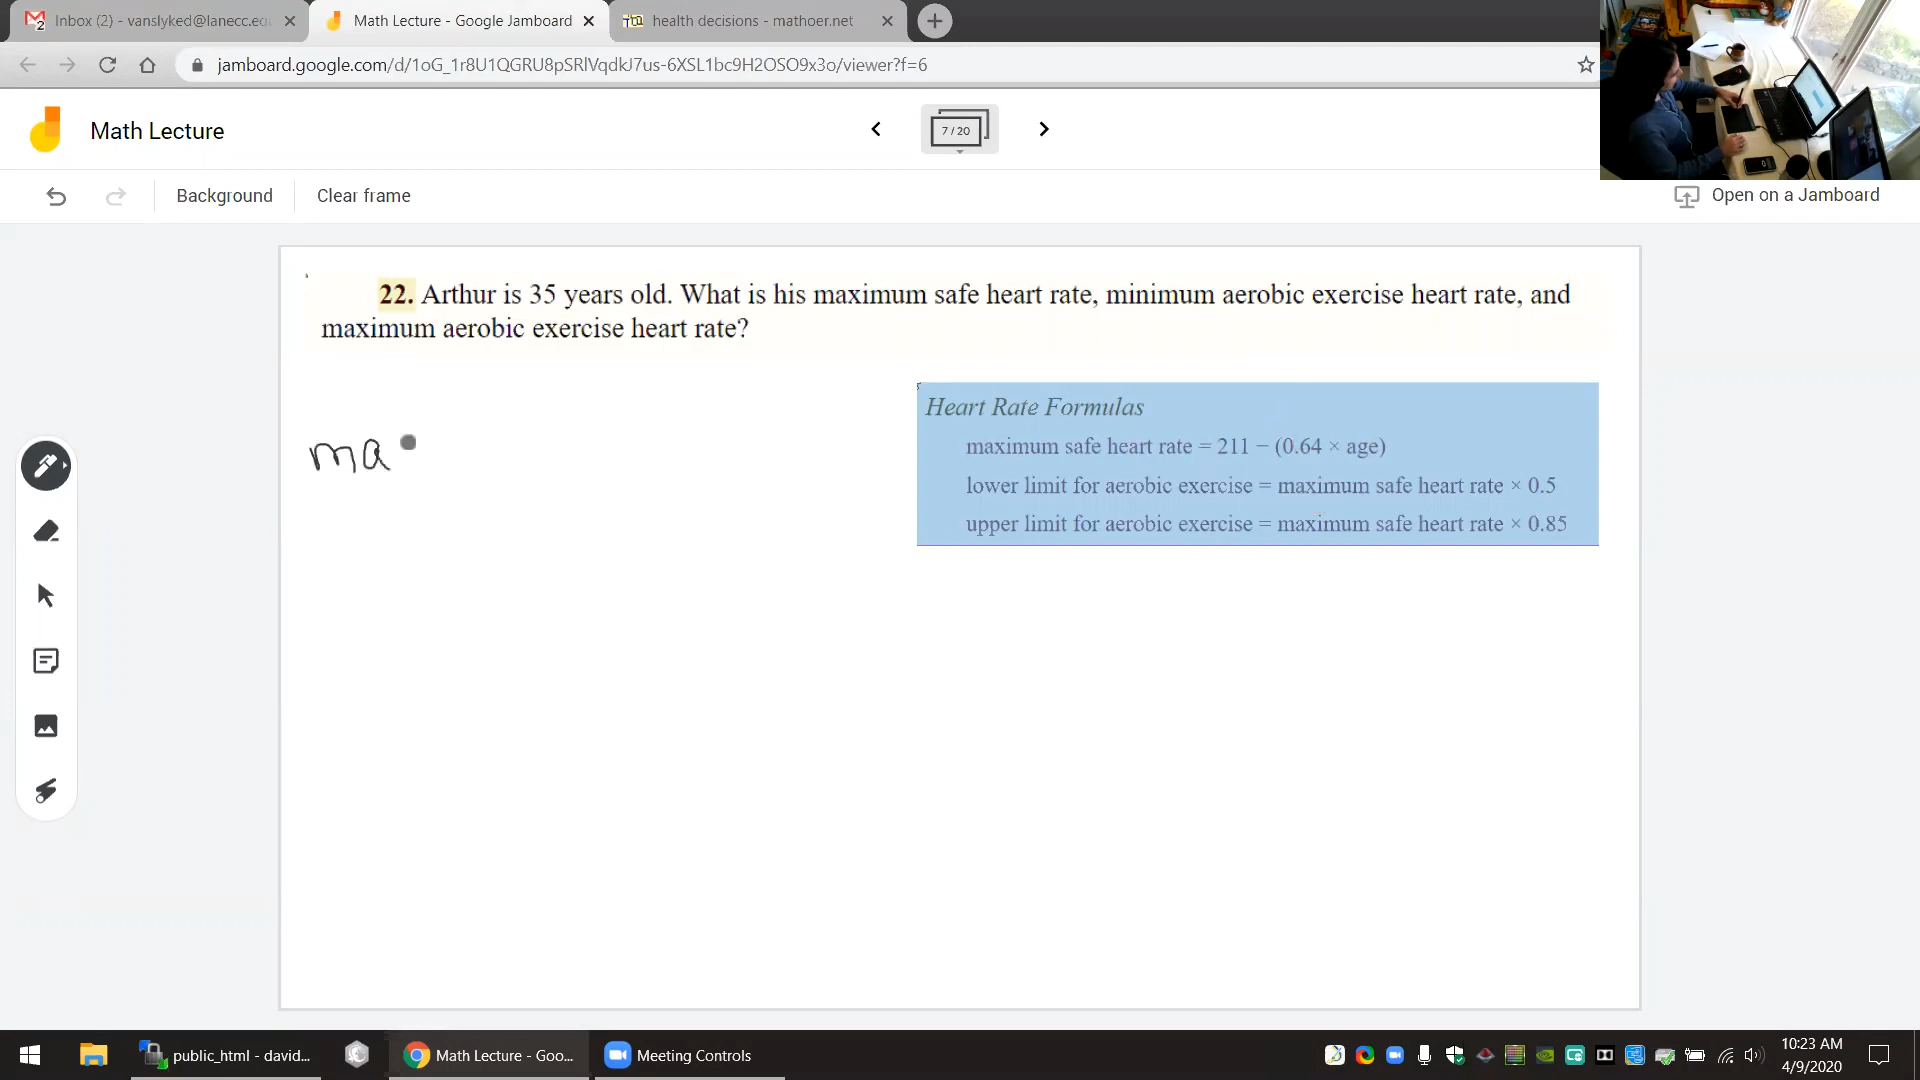 Inbox (2) - vanslyked@lanecc.edu
Math Lecture - Google Jamboard
health decisions - mathoer.net
jamboard.google.com/d/1oG_1r8U1QGRU8pSRlVqdkJ7us-6XSL1bc9H2OSO9x3o/viewer?f=6
Math Lecture
7 / 20
Background
Clear frame
Open on a Jamboard
22. Arthur is 35 years old. What is his maximum safe heart rate, minimum aerobic exercise heart rate, and
maximum aerobic exercise heart rate?
Heart Rate Formulas
maximum safe heart rate = 211 − (0.64 × age)
lower limit for aerobic exercise = maximum safe heart rate × 0.5
upper limit for aerobic exercise = maximum safe heart rate × 0.85
ma
public_html - david...
Math Lecture - Goo...
Meeting Controls
10:23 AM
4/9/2020